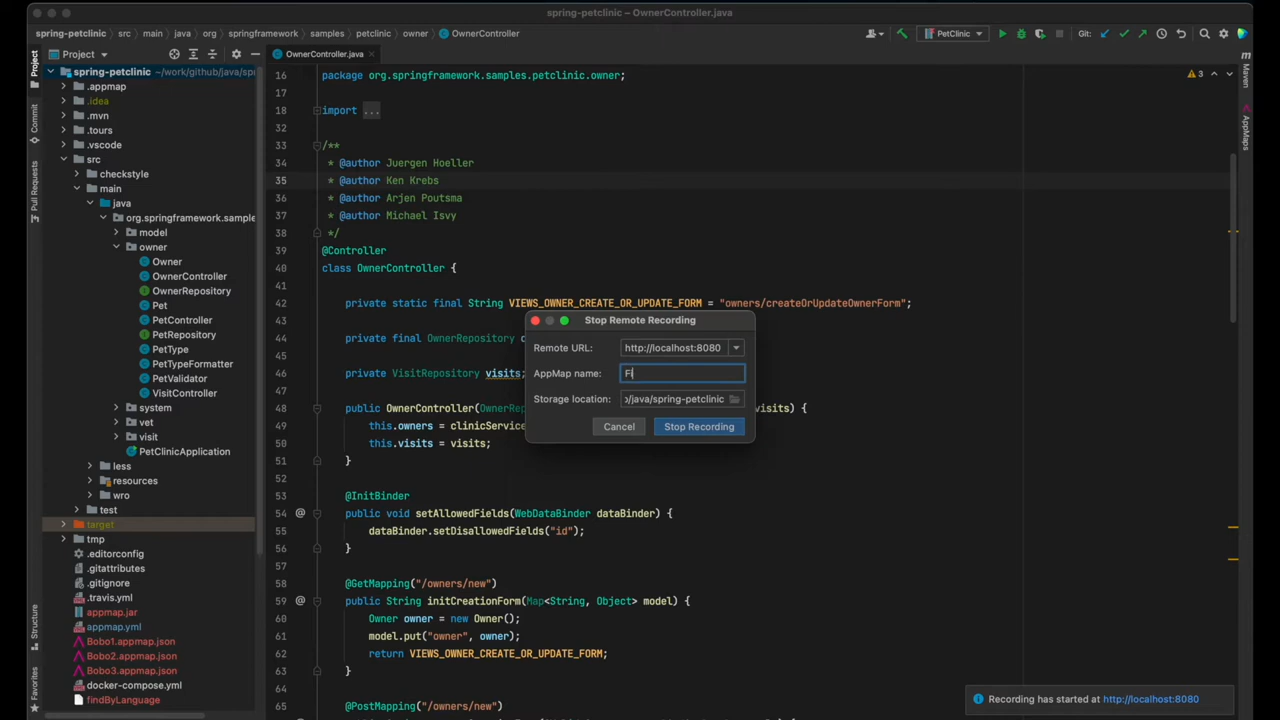 spring-petclinic – OwnerController.java
spring-petclinic › src › main › java › org › springframework › samples › petclinic › owner › OwnerController
PetClinic
Git:
Project
OwnerController.java
Project
Commit
Pull Requests
Structure
Favorites
Maven
AppMaps
spring-petclinic ~/work/github/java/sp
.appmap
.idea
.mvn
.tours
.vscode
src
checkstyle
main
java
org.springframework.sample
model
owner
Owner
OwnerController
OwnerRepository
Pet
PetController
PetRepository
PetType
PetTypeFormatter
PetValidator
VisitController
system
vet
visit
PetClinicApplication
less
resources
wro
test
target
tmp
.editorconfig
.gitattributes
.gitignore
.travis.yml
appmap.jar
appmap.yml
Bobo1.appmap.json
Bobo2.appmap.json
Bobo3.appmap.json
docker-compose.yml
findByLanguage
3
16 package org.springframework.samples.petclinic.owner;
17
18 import ...
32
33 /**
34 * @author Juergen Hoeller
35 * @author Ken Krebs
36 * @author Arjen Poutsma
37 * @author Michael Isvy
38 */
39 @Controller
40 class OwnerController {
41
42 private static final String VIEWS_OWNER_CREATE_OR_UPDATE_FORM = "owners/createOrUpdateOwnerForm";
43
44 private final OwnerRepository
45
46 private VisitRepository visits;
47
48 public OwnerController(OwnerRep visits) {
49 this.owners = clinicService
50 this.visits = visits;
51 }
52
53 @InitBinder
54 public void setAllowedFields(WebDataBinder dataBinder) {
55 dataBinder.setDisallowedFields("id");
56 }
57
58 @GetMapping("/owners/new")
59 public String initCreationForm(Map<String, Object> model) {
60 Owner owner = new Owner();
61 model.put("owner", owner);
62 return VIEWS_OWNER_CREATE_OR_UPDATE_FORM;
63 }
64
65 @PostMapping("/owners/new")
Stop Remote Recording
Remote URL: http://localhost:8080
AppMap name: Fi
Storage location: ɔ/java/spring-petclinic
Cancel Stop Recording
Recording has started at http://localhost:8080